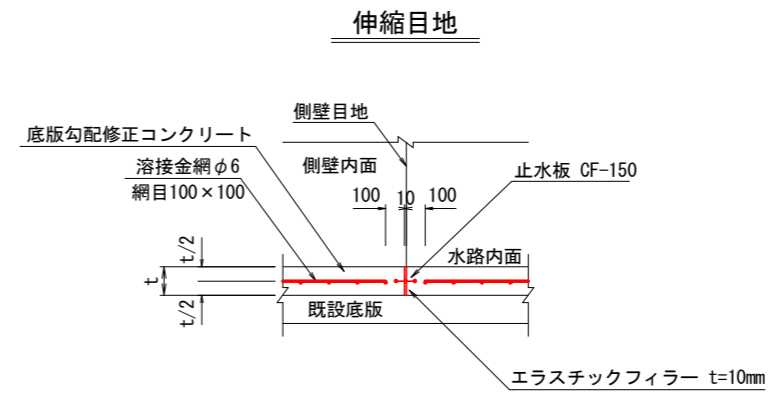 伸縮目地
側壁目地
底版勾配修正コンクリート
溶接金網φ6
網目100×100
側壁内面
止水板 CF-150
100 10 100
水路内面
t/2
t
t/2
既設底版
エラスチックフィラー t=10mm